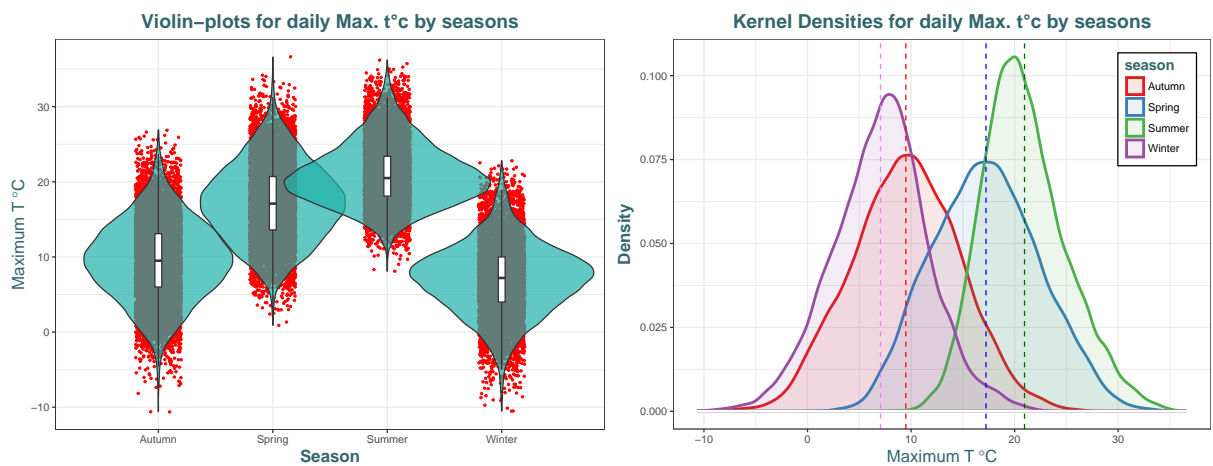 Violin−plots for daily Max. t°c by seasons
Maximum T °C
30
20
10
0
−10
Autumn Spring Summer Winter
Season
Kernel Densities for daily Max. t°c by seasons
Density
0.100
0.075
0.050
0.025
0.000
season
Autumn
Spring
Summer
Winter
−10 0 10 20 30
Maximum T °C